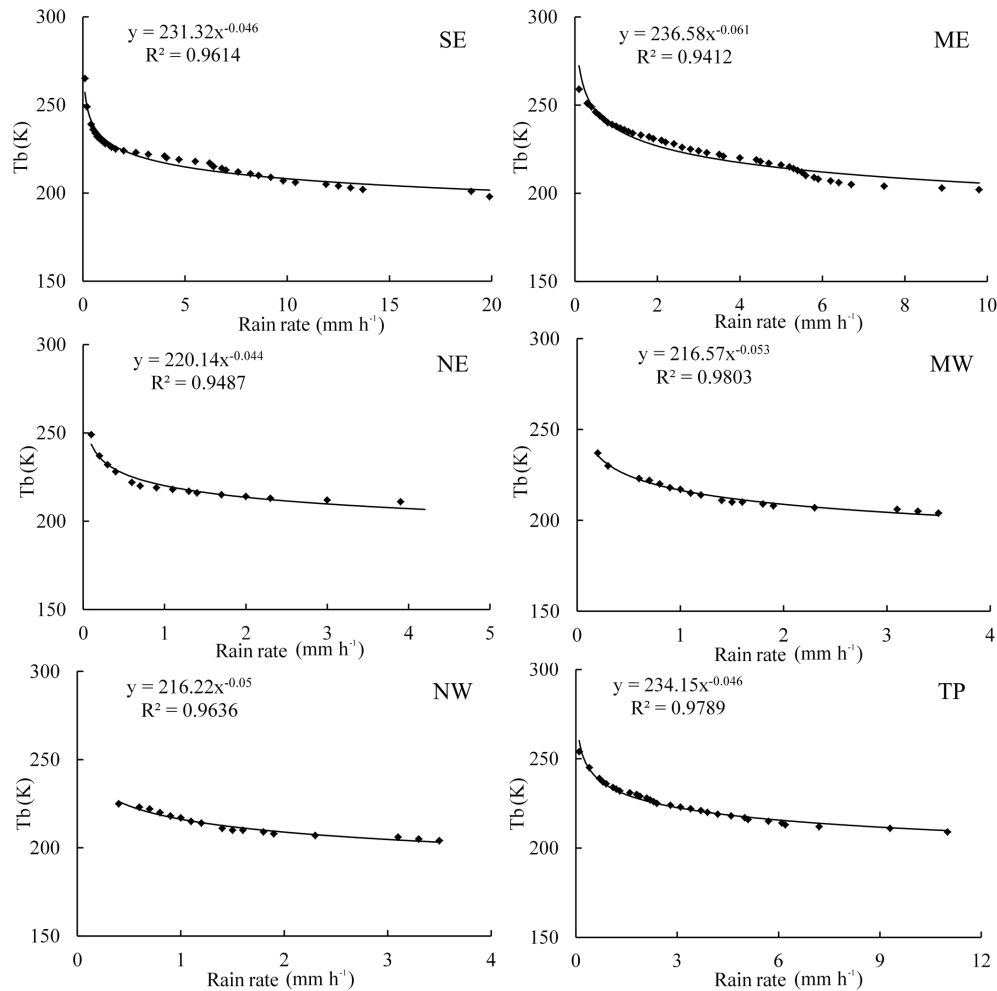 y = 231.32x^-0.046
R² = 0.9614
SE
300
250
200
150
Tb (K)
0 5 10 15 20
Rain rate (mm h⁻¹)
y = 236.58x^-0.061
R² = 0.9412
ME
300
250
200
150
Tb (K)
0 2 4 6 8 10
Rain rate (mm h⁻¹)
y = 220.14x^-0.044
R² = 0.9487
NE
300
250
200
150
Tb (K)
0 1 2 3 4 5
Rain rate (mm h⁻¹)
y = 216.57x^-0.053
R² = 0.9803
MW
300
250
200
150
Tb (K)
0 1 2 3 4
Rain rate (mm h⁻¹)
y = 216.22x^-0.05
R² = 0.9636
NW
300
250
200
150
Tb (K)
0 1 2 3 4
Rain rate (mm h⁻¹)
y = 234.15x^-0.046
R² = 0.9789
TP
300
250
200
150
Tb (K)
0 3 6 9 12
Rain rate (mm h⁻¹)